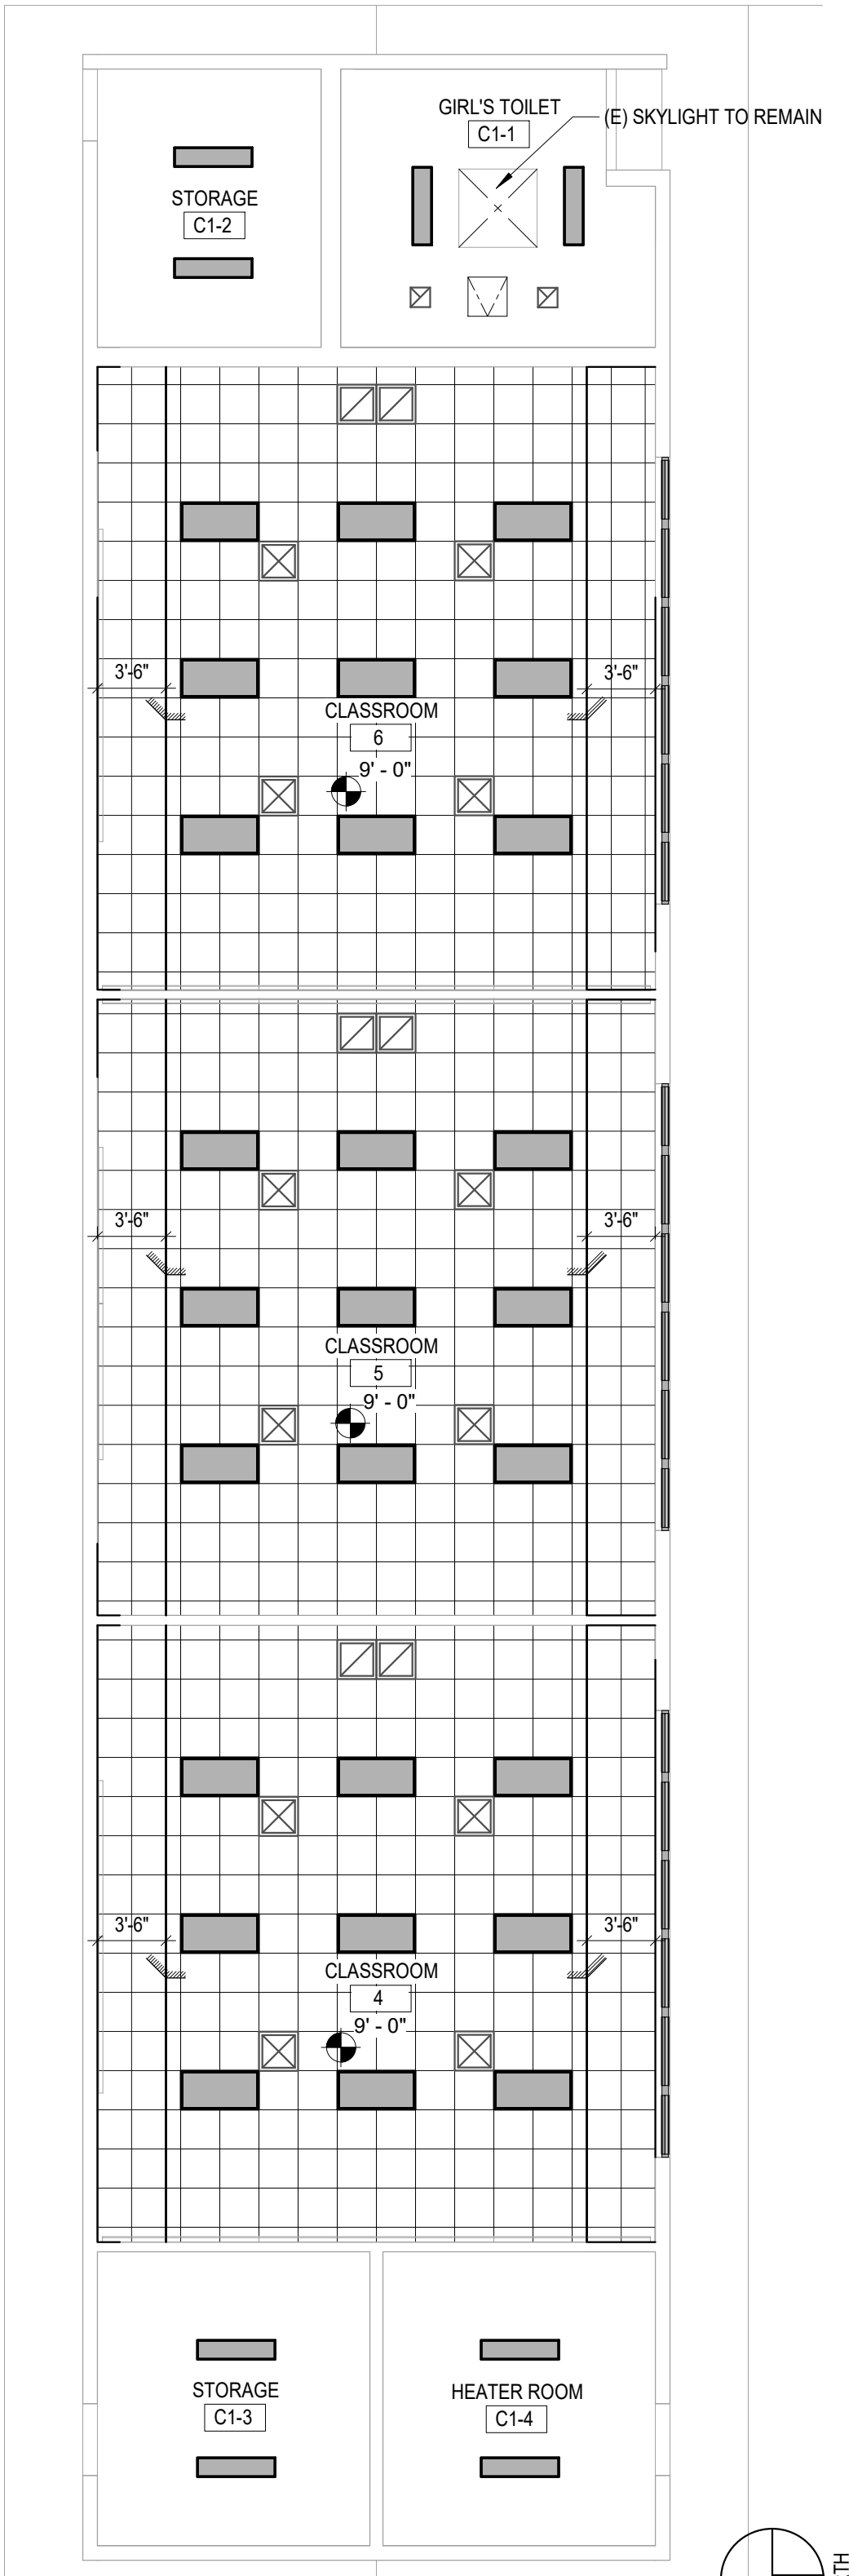 GIRL'S TOILET
C1-1
(E) SKYLIGHT TO REMAIN
STORAGE
C1-2
3'-6"
3'-6"
CLASSROOM
6
9' - 0"
3'-6"
3'-6"
CLASSROOM
5
9' - 0"
3'-6"
3'-6"
CLASSROOM
4
9' - 0"
STORAGE
C1-3
HEATER ROOM
C1-4